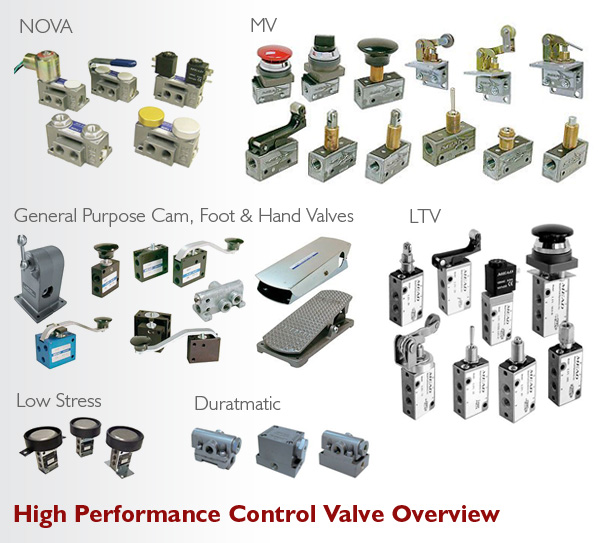 NOVA
MV
General Purpose Cam, Foot & Hand Valves
LTV
Low Stress
Duratmatic
High Performance Control Valve Overview